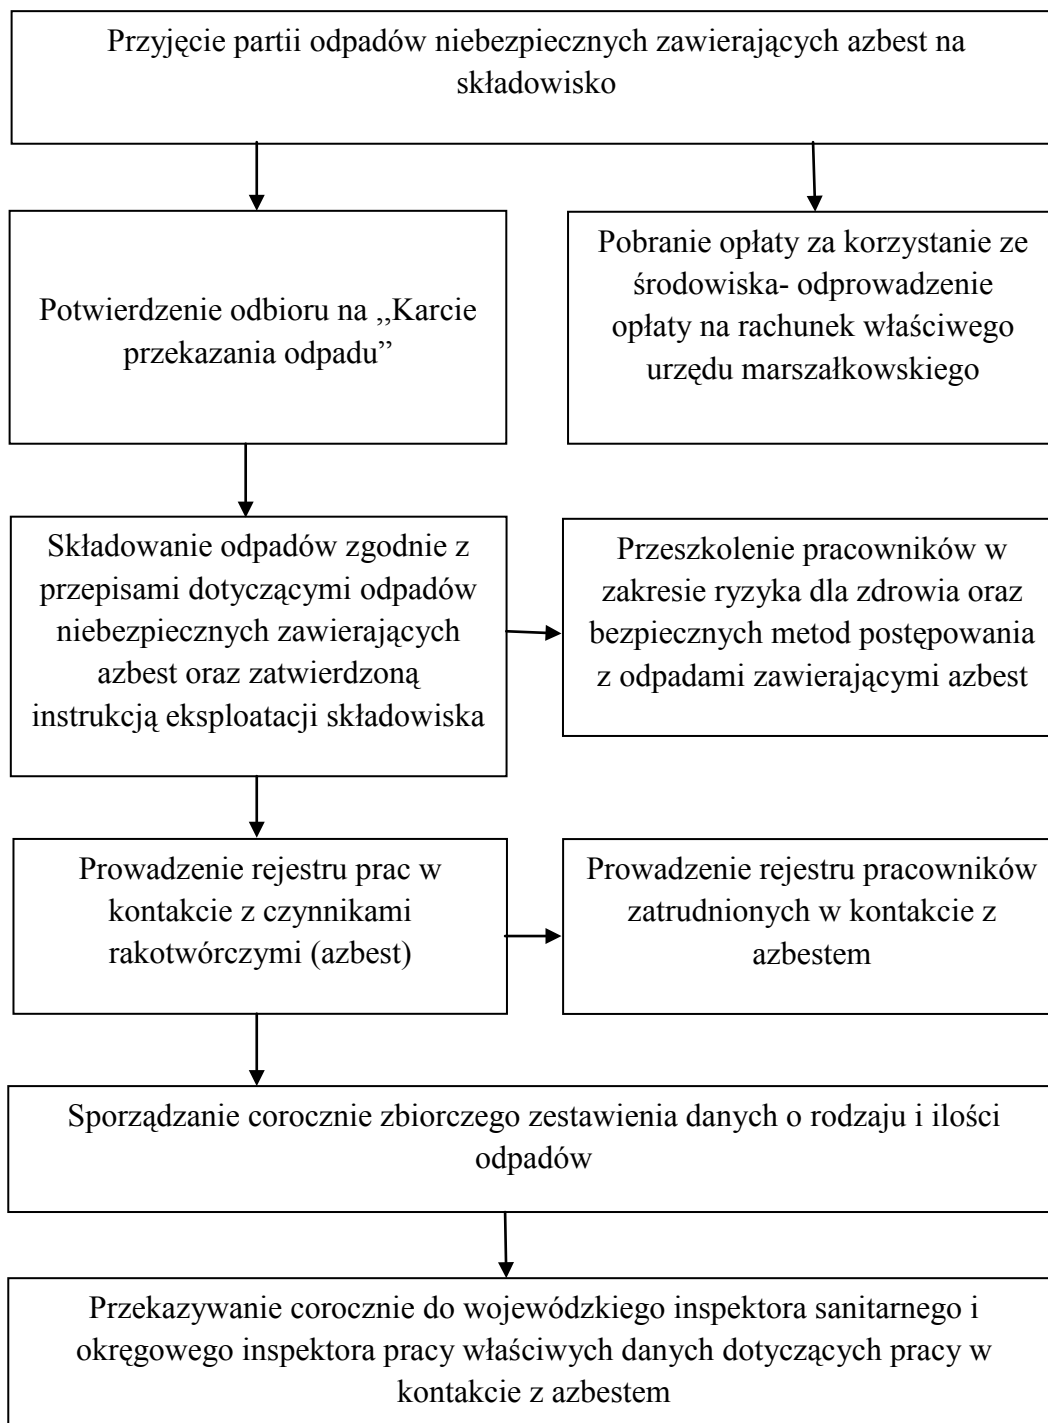 Przyjęcie partii odpadów niebezpiecznych zawierających azbest na
składowisko
Potwierdzenie odbioru na ,,Karcie
przekazania odpadu”
Pobranie opłaty za korzystanie ze
środowiska- odprowadzenie
opłaty na rachunek właściwego
urzędu marszałkowskiego
Składowanie odpadów zgodnie z
przepisami dotyczącymi odpadów
niebezpiecznych zawierających
azbest oraz zatwierdzoną
instrukcją eksploatacji składowiska
Przeszkolenie pracowników w
zakresie ryzyka dla zdrowia oraz
bezpiecznych metod postępowania
z odpadami zawierającymi azbest
Prowadzenie rejestru prac w
kontakcie z czynnikami
rakotwórczymi (azbest)
Prowadzenie rejestru pracowników
zatrudnionych w kontakcie z
azbestem
Sporządzanie corocznie zbiorczego zestawienia danych o rodzaju i ilości
odpadów
Przekazywanie corocznie do wojewódzkiego inspektora sanitarnego i
okręgowego inspektora pracy właściwych danych dotyczących pracy w
kontakcie z azbestem